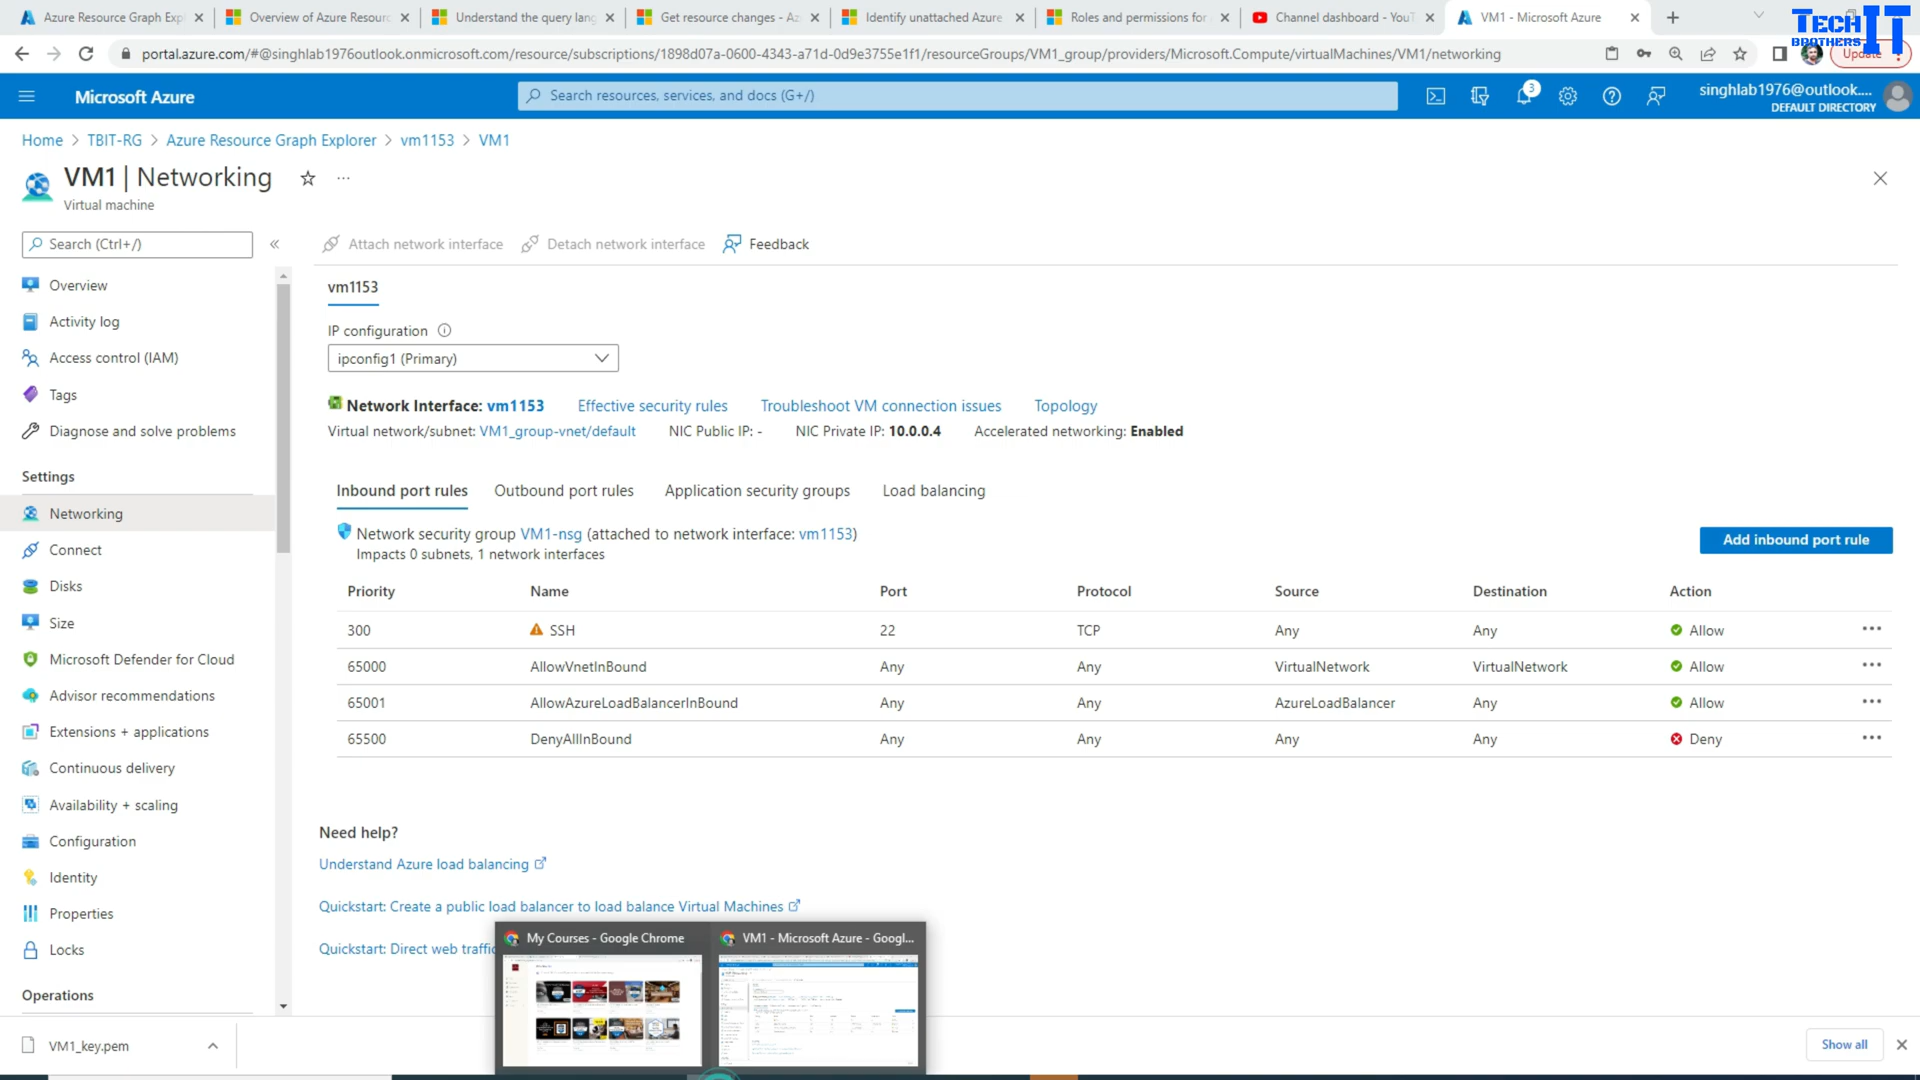 Azure Resource Graph Exp
Overview of Azure Resourc
Understand the query lang
Get resource changes - Az
Identify unattached Azure
Roles and permissions for
Channel dashboard - YouT
VM1 - Microsoft Azure
TECH IT
BROTHERS
portal.azure.com/#@singhlab1976outlook.onmicrosoft.com/resource/subscriptions/1898d07a-0600-4343-a71d-0d9e3755e1f1/resourceGroups/VM1_group/providers/Microsoft.Compute/virtualMachines/VM1/networking
Update
Microsoft Azure
Search resources, services, and docs (G+/)
3
singhlab1976@outlook....
DEFAULT DIRECTORY
Home > TBIT-RG > Azure Resource Graph Explorer > vm1153 > VM1
VM1 | Networking
Virtual machine
Search (Ctrl+/)
Overview
Activity log
Access control (IAM)
Tags
Diagnose and solve problems
Settings
Networking
Connect
Disks
Size
Microsoft Defender for Cloud
Advisor recommendations
Extensions + applications
Continuous delivery
Availability + scaling
Configuration
Identity
Properties
Locks
Operations
Attach network interface Detach network interface Feedback
vm1153
IP configuration
ipconfig1 (Primary)
Network Interface: vm1153 Effective security rules Troubleshoot VM connection issues Topology
Virtual network/subnet: VM1_group-vnet/default NIC Public IP: - NIC Private IP: 10.0.0.4 Accelerated networking: Enabled
Inbound port rules Outbound port rules Application security groups Load balancing
Network security group VM1-nsg (attached to network interface: vm1153)
Impacts 0 subnets, 1 network interfaces
Add inbound port rule
Priority Name Port Protocol Source Destination Action
300 SSH 22 TCP Any Any Allow
65000 AllowVnetInBound Any Any VirtualNetwork VirtualNetwork Allow
65001 AllowAzureLoadBalancerInBound Any Any AzureLoadBalancer Any Allow
65500 DenyAllInBound Any Any Any Any Deny
Need help?
Understand Azure load balancing
Quickstart: Create a public load balancer to load balance Virtual Machines
Quickstart: Direct web traffic
My Courses - Google Chrome
VM1 - Microsoft Azure - Googl...
VM1_key.pem
Show all